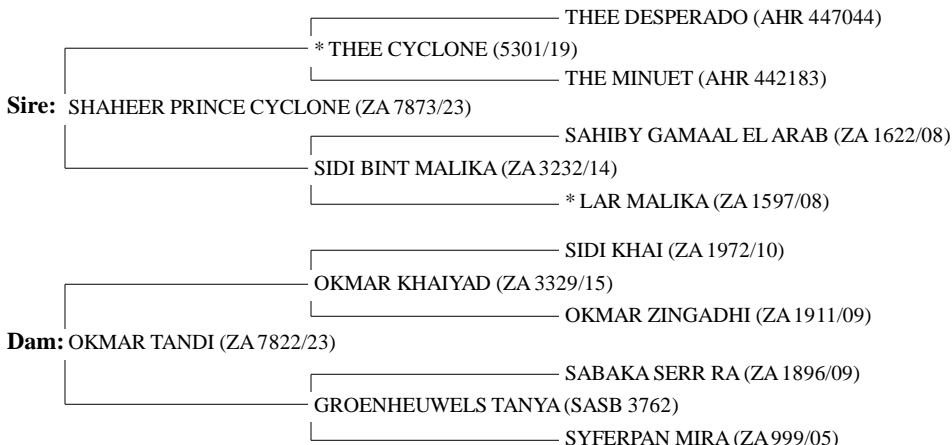 THEE DESPERADO (AHR 447044)
* THEE CYCLONE (5301/19)
THE MINUET (AHR 442183)
Sire: SHAHEER PRINCE CYCLONE (ZA 7873/23)
SAHIBY GAMAAL EL ARAB (ZA 1622/08)
SIDI BINT MALIKA (ZA 3232/14)
* LAR MALIKA (ZA 1597/08)
SIDI KHAI (ZA 1972/10)
OKMAR KHAIYAD (ZA 3329/15)
OKMAR ZINGADHI (ZA 1911/09)
Dam: OKMAR TANDI (ZA 7822/23)
SABAKA SERR RA (ZA 1896/09)
GROENHEUWELS TANYA (SASB 3762)
SYFERPAN MIRA (ZA 999/05)